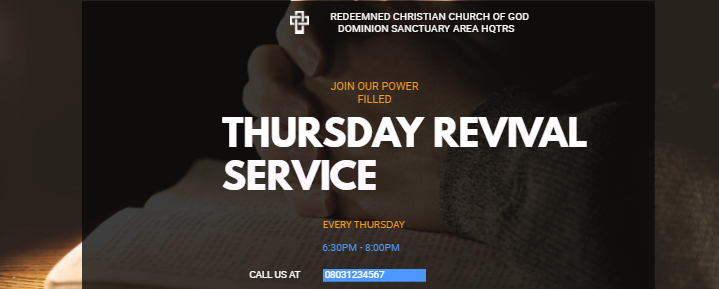 REDEEMNED CHRISTIAN CHURCH OF GOD
DOMINION SANCTUARY AREA HQTRS
JOIN OUR POWER
FILLED
THURSDAY REVIVAL
SERVICE
EVERY THURSDAY
6:30PM - 8:00PM
CALL US AT 08031234567